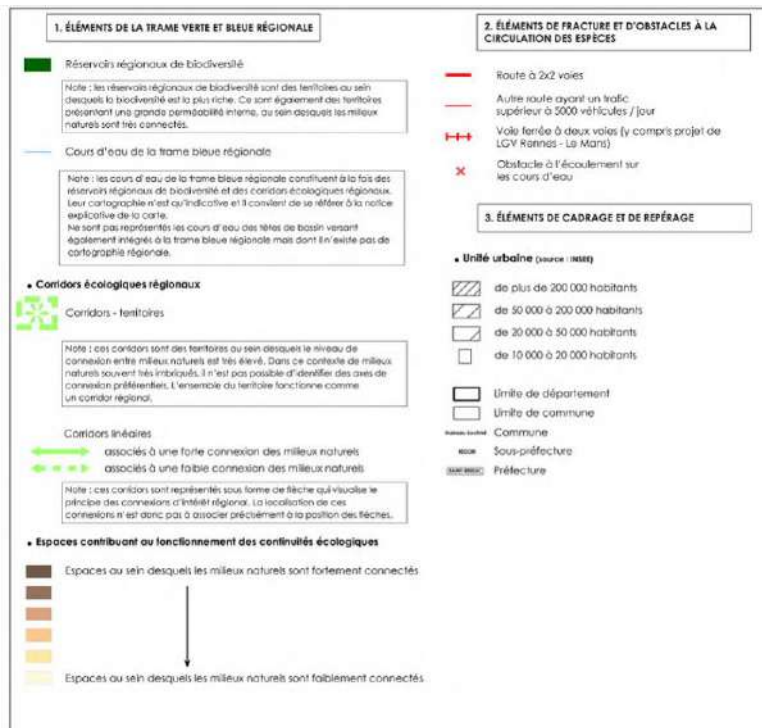 1. ÉLÉMENTS DE LA TRAME VERTE ET BLEUE RÉGIONALE
Réservoirs régionaux de biodiversité
Note : les réservoirs régionaux de biodiversité sont des territoires au sein
desquels la biodiversité est la plus riche. Ce sont également des territoires
présentant une grande perméabilité interne, au sein desquels les milieux
naturels sont très connectés.
Cours d'eau de la trame bleue régionale
Note : les cours d'eau de la trame bleue régionale constituent à la fois des
réservoirs régionaux de biodiversité et des corridors écologiques régionaux.
Leur cartographie n'est qu'indicative et il convient de se référer à la notice
explicative de la carte.
Ne sont pas représentés les cours d'eau des têtes de bassin versant
également intégrés à la trame bleue régionale mais dont il n'existe pas de
cartographie régionale.
• Corridors écologiques régionaux
Corridors - territoires
Note : ces corridors sont des territoires au sein desquels le niveau de
connexion entre milieux naturels est très élevé. Dans ce contexte de milieux
naturels souvent très imbriqués, il n'est pas possible d'identifier des axes de
connexion préférentiels. L'ensemble du territoire fonctionne comme
un corridor régional.
Corridors linéaires
associés à une forte connexion des milieux naturels
associés à une faible connexion des milieux naturels
Note : ces corridors sont représentés sous forme de flèche qui visualise le
principe des connexions d'intérêt régional. La localisation de ces
connexions n'est donc pas à associer précisément à la position des flèches.
• Espaces contribuant au fonctionnement des continuités écologiques
Espaces au sein desquels les milieux naturels sont fortement connectés
Espaces au sein desquels les milieux naturels sont faiblement connectés
2. ÉLÉMENTS DE FRACTURE ET D'OBSTACLES À LA
CIRCULATION DES ESPÈCES
Route à 2x2 voies
Autre route ayant un trafic
supérieur à 5000 véhicules / jour
Voie ferrée à deux voies (y compris projet de
LGV Rennes - Le Mans)
Obstacle à l'écoulement sur
les cours d'eau
3. ÉLÉMENTS DE CADRAGE ET DE REPÉRAGE
• Unité urbaine (source : INSEE)
de plus de 200 000 habitants
de 50 000 à 200 000 habitants
de 20 000 à 50 000 habitants
de 10 000 à 20 000 habitants
Limite de département
Limite de commune
Commune
Sous-préfecture
SAINT-BRIEUC Préfecture